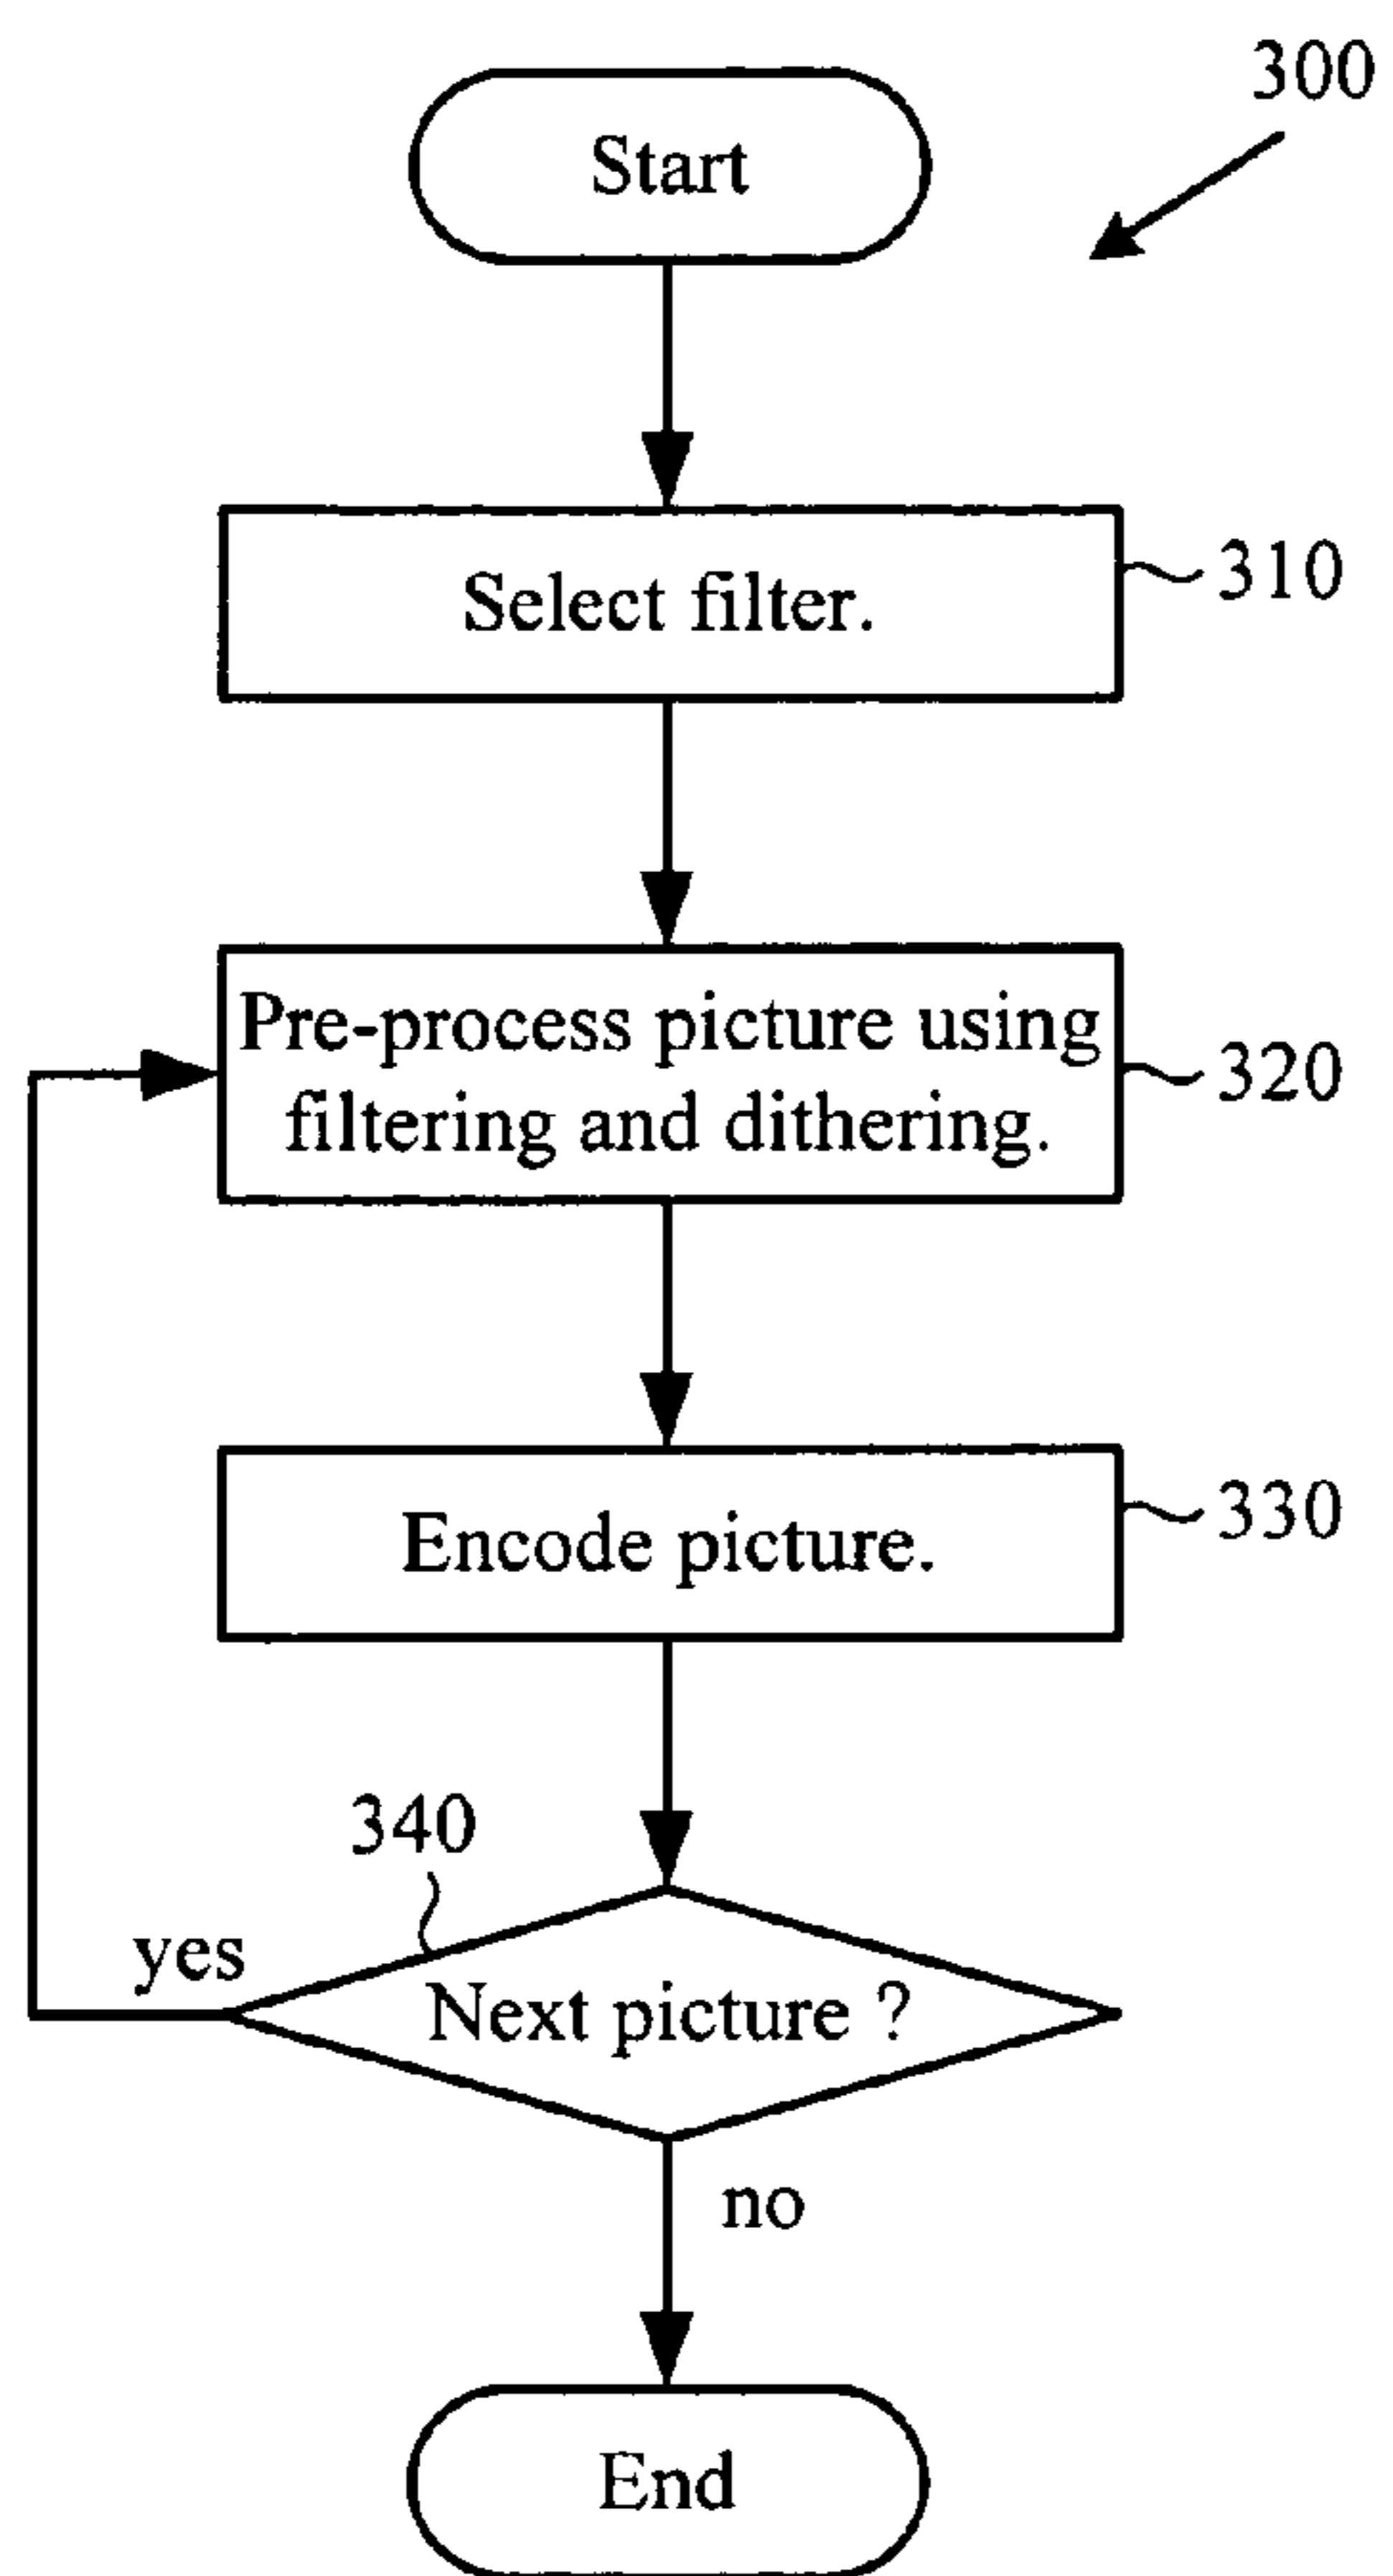 300
Start
Select filter.
310
Pre-process picture using
filtering and dithering.
320
Encode picture.
330
340
yes
Next picture ?
no
End